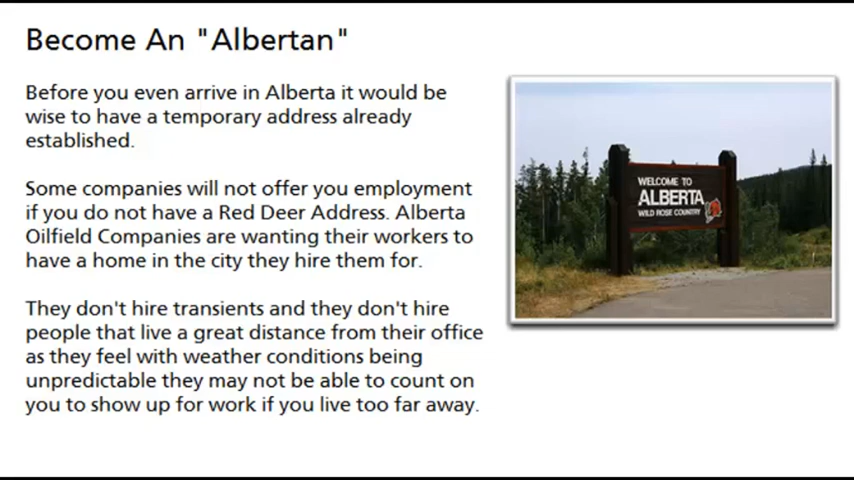 Become An "Albertan"
Before you even arrive in Alberta it would be
wise to have a temporary address already
established.
Some companies will not offer you employment
if you do not have a Red Deer Address. Alberta
Oilfield Companies are wanting their workers to
have a home in the city they hire them for.
They don't hire transients and they don't hire
people that live a great distance from their office
as they feel with weather conditions being
unpredictable they may not be able to count on
you to show up for work if you live too far away.
WELCOME TO
ALBERTA
WILD ROSE COUNTRY